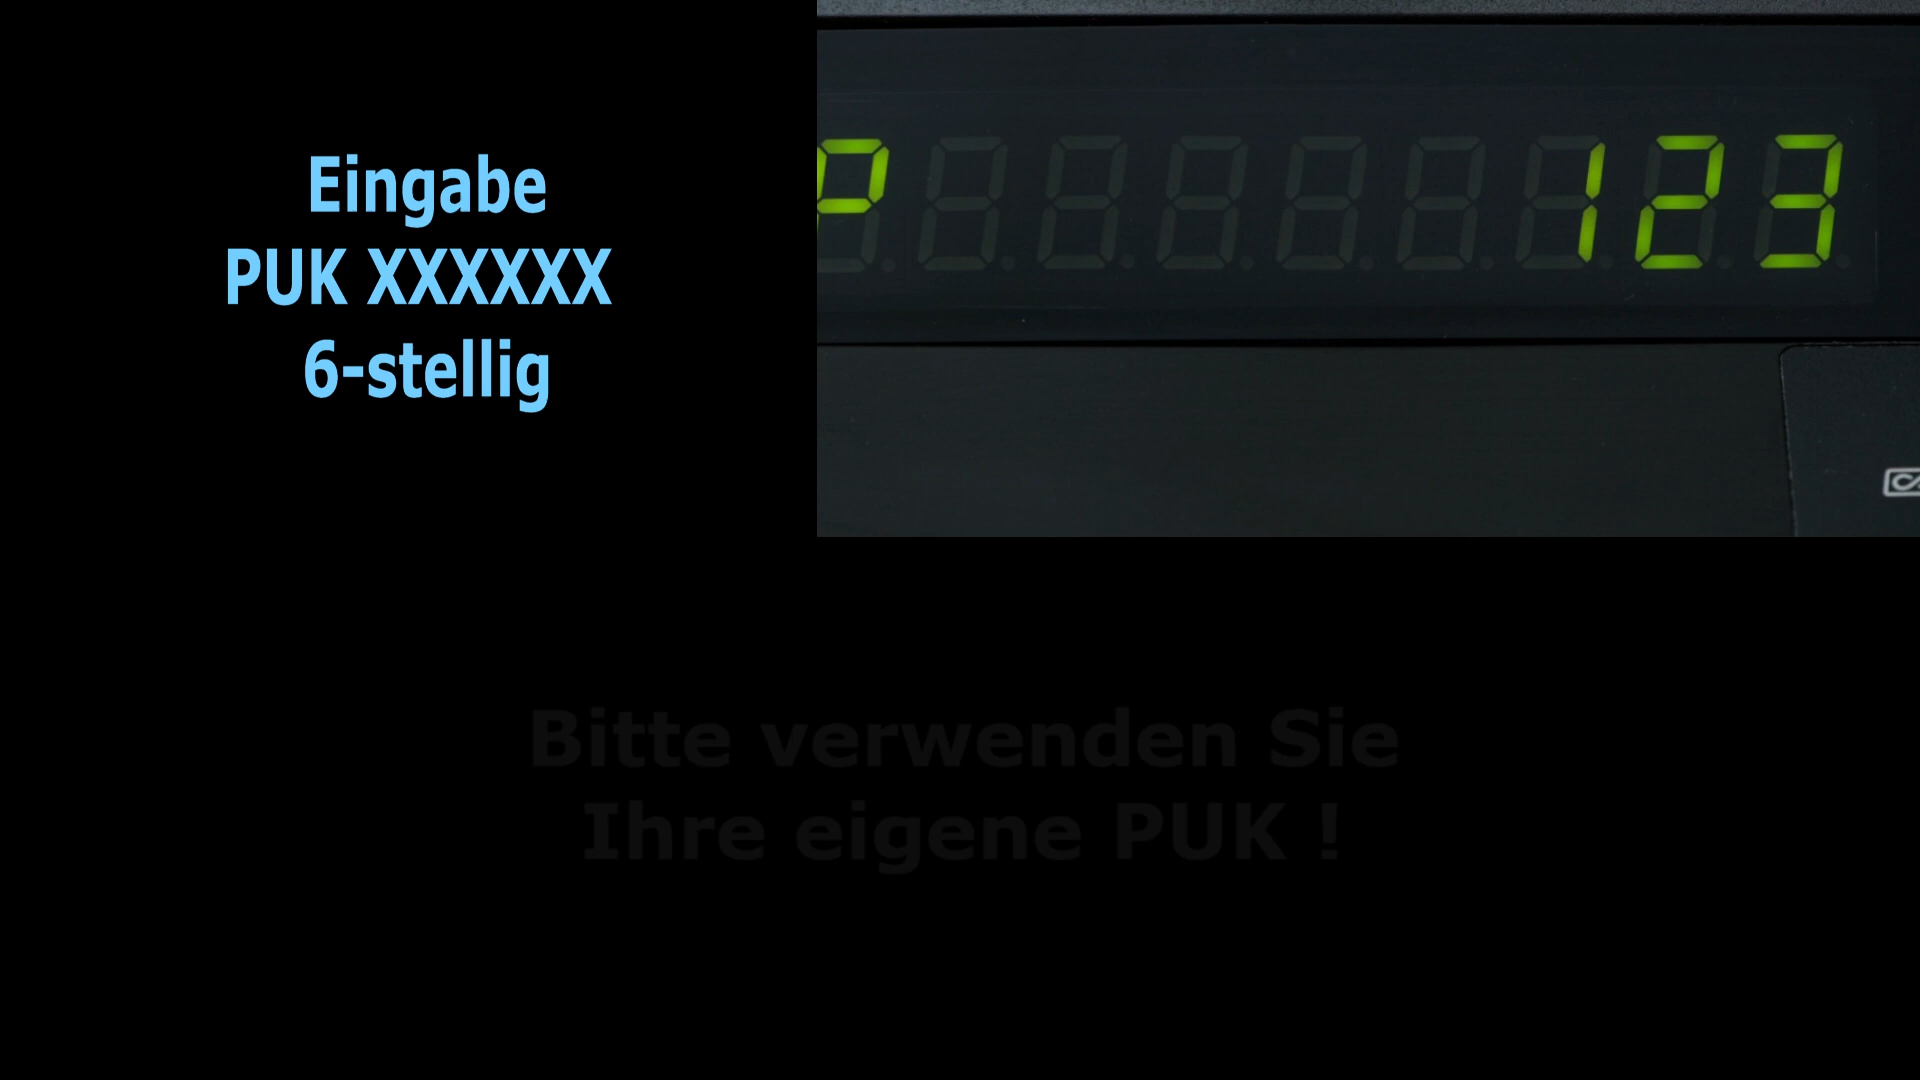 Eingabe
PUK XXXXXX
6-stellig
P 123
Bitte verwenden Sie
Ihre eigene PUK !